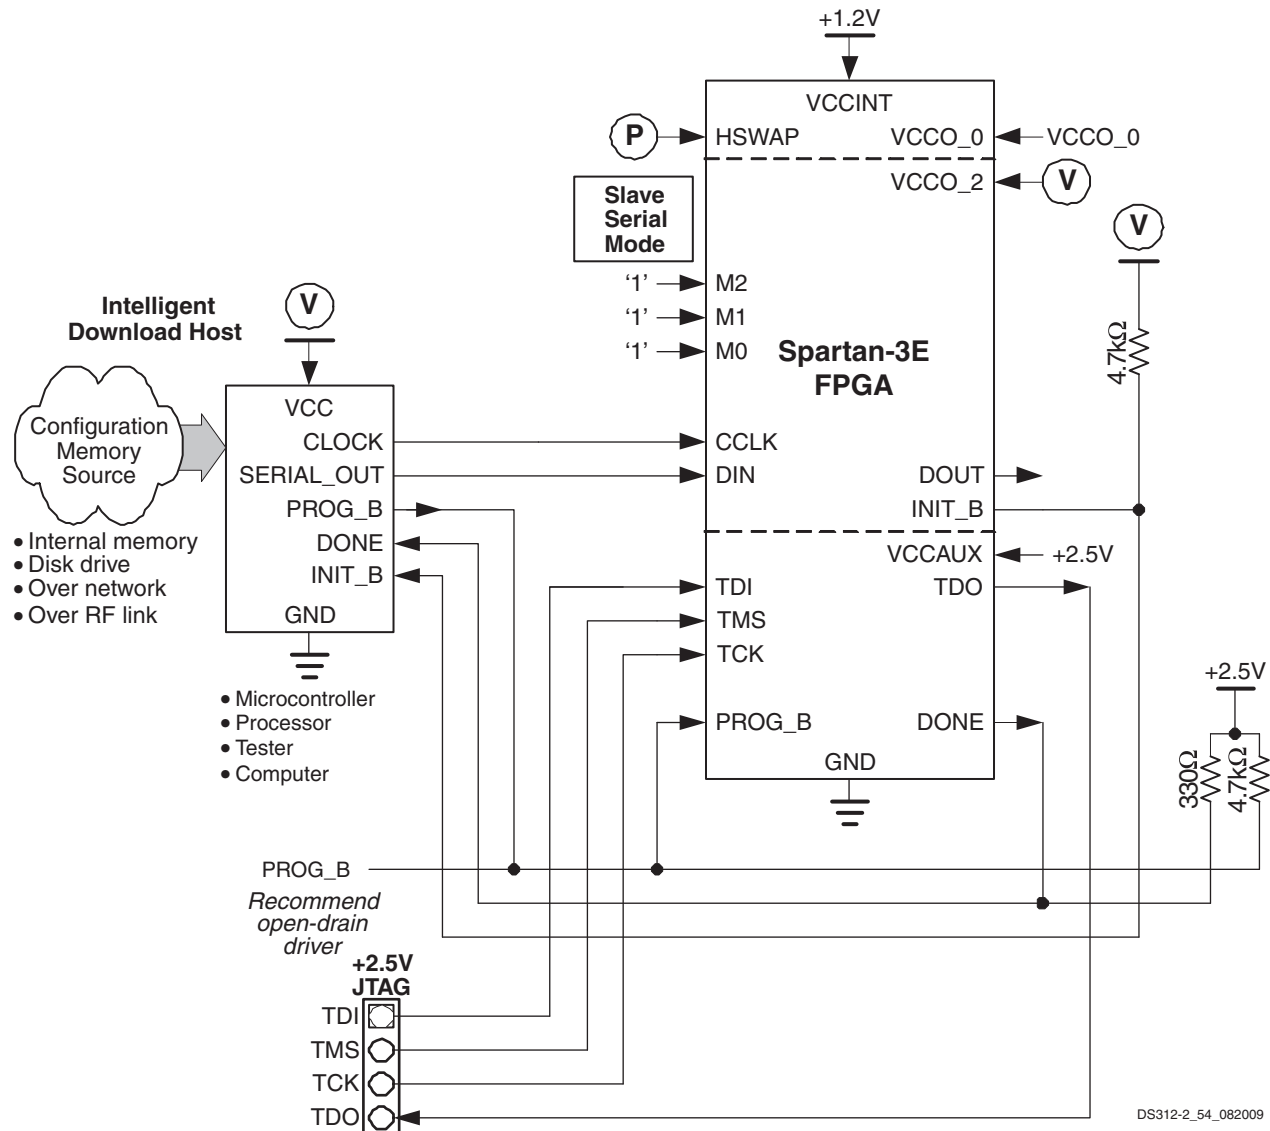 +1.2V
VCCINT
P
HSWAP
VCCO_0
VCCO_0
VCCO_2
V
Slave
Serial
Mode
V
'1'
M2
'1'
M1
'1'
M0
Spartan-3E
FPGA
4.7kΩ
Intelligent
Download Host
V
Configuration
Memory
Source
VCC
CLOCK
SERIAL_OUT
PROG_B
DONE
INIT_B
GND
CCLK
DIN
DOUT
INIT_B
• Internal memory
• Disk drive
• Over network
• Over RF link
VCCAUX
+2.5V
TDI
TDO
TMS
TCK
PROG_B
DONE
GND
• Microcontroller
• Processor
• Tester
• Computer
+2.5V
330Ω
4.7kΩ
PROG_B
Recommend
open-drain
driver
+2.5V
JTAG
TDI
TMS
TCK
TDO
DS312-2_54_082009